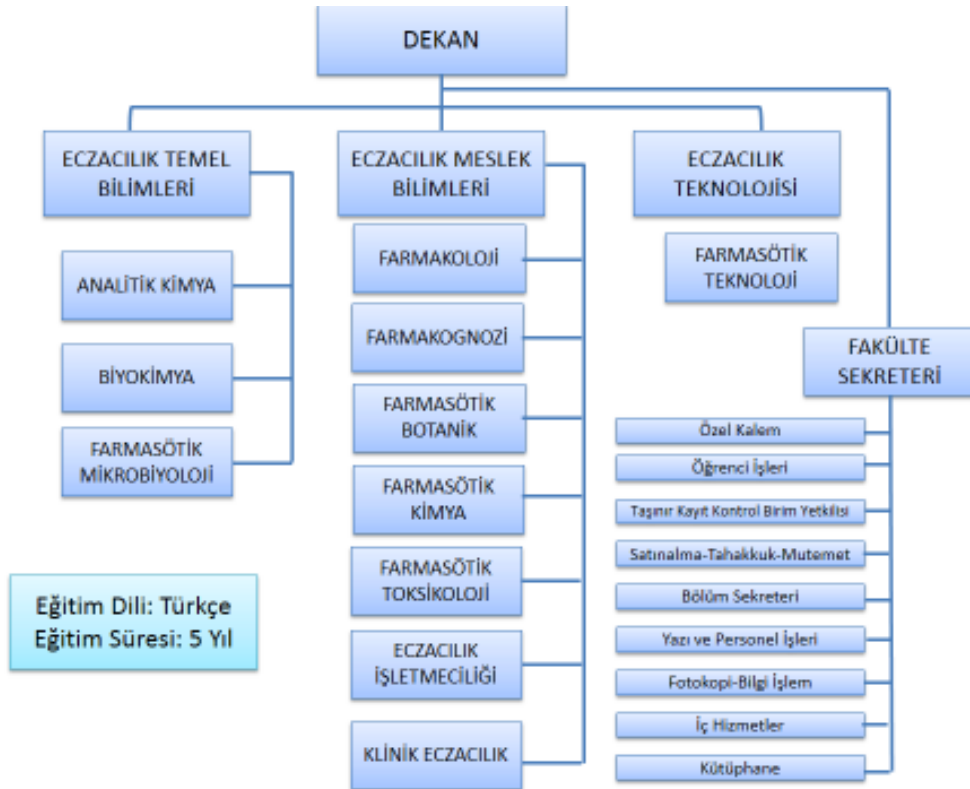 DEKAN
ECZACILIK TEMEL
BİLİMLERİ
ANALİTİK KİMYA
BİYOKİMYA
FARMASÖTİK
MİKROBİYOLOJİ
Eğitim Dili: Türkçe
Eğitim Süresi: 5 Yıl
ECZACILIK MESLEK
BİLİMLERİ
FARMAKOLOJİ
FARMAKOGNOZİ
FARMASÖTİK
BOTANİK
FARMASÖTİK
KİMYA
FARMASÖTİK
TOKSİKOLOJİ
ECZACILIK
İŞLETMECİLİĞİ
KLİNİK ECZACILIK
ECZACILIK
TEKNOLOJİSİ
FARMASÖTİK
TEKNOLOJİ
FAKÜLTE
SEKRETERİ
Özel Kalem
Öğrenci İşleri
Taşınır Kayıt Kontrol Birim Yetkilisi
Satınalma-Tahakkuk-Mutemet
Bölüm Sekreteri
Yazı ve Personel İşleri
Fotokopi-Bilgi İşlem
İç Hizmetler
Kütüphane